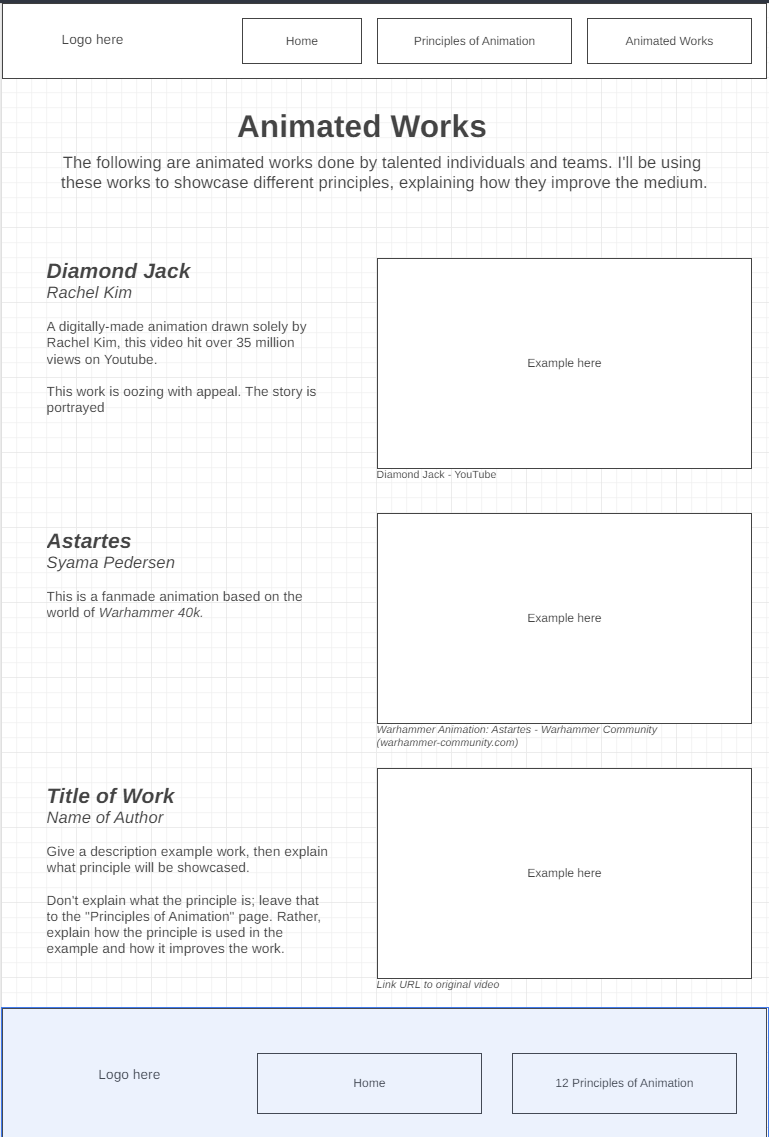 Logo here
Home
Principles of Animation
Animated Works
Animated Works
The following are animated works done by talented individuals and teams. I'll be using
these works to showcase different principles, explaining how they improve the medium.
Diamond Jack
Rachel Kim
A digitally-made animation drawn solely by
Rachel Kim, this video hit over 35 million
views on Youtube.
This work is oozing with appeal. The story is
portrayed
Example here
Diamond Jack - YouTube
Astartes
Syama Pedersen
This is a fanmade animation based on the
world of Warhammer 40k.
Example here
Warhammer Animation: Astartes - Warhammer Community
(warhammer-community.com)
Title of Work
Name of Author
Give a description example work, then explain
what principle will be showcased.
Don't explain what the principle is; leave that
to the "Principles of Animation" page. Rather,
explain how the principle is used in the
example and how it improves the work.
Example here
Link URL to original video
Logo here
Home
12 Principles of Animation